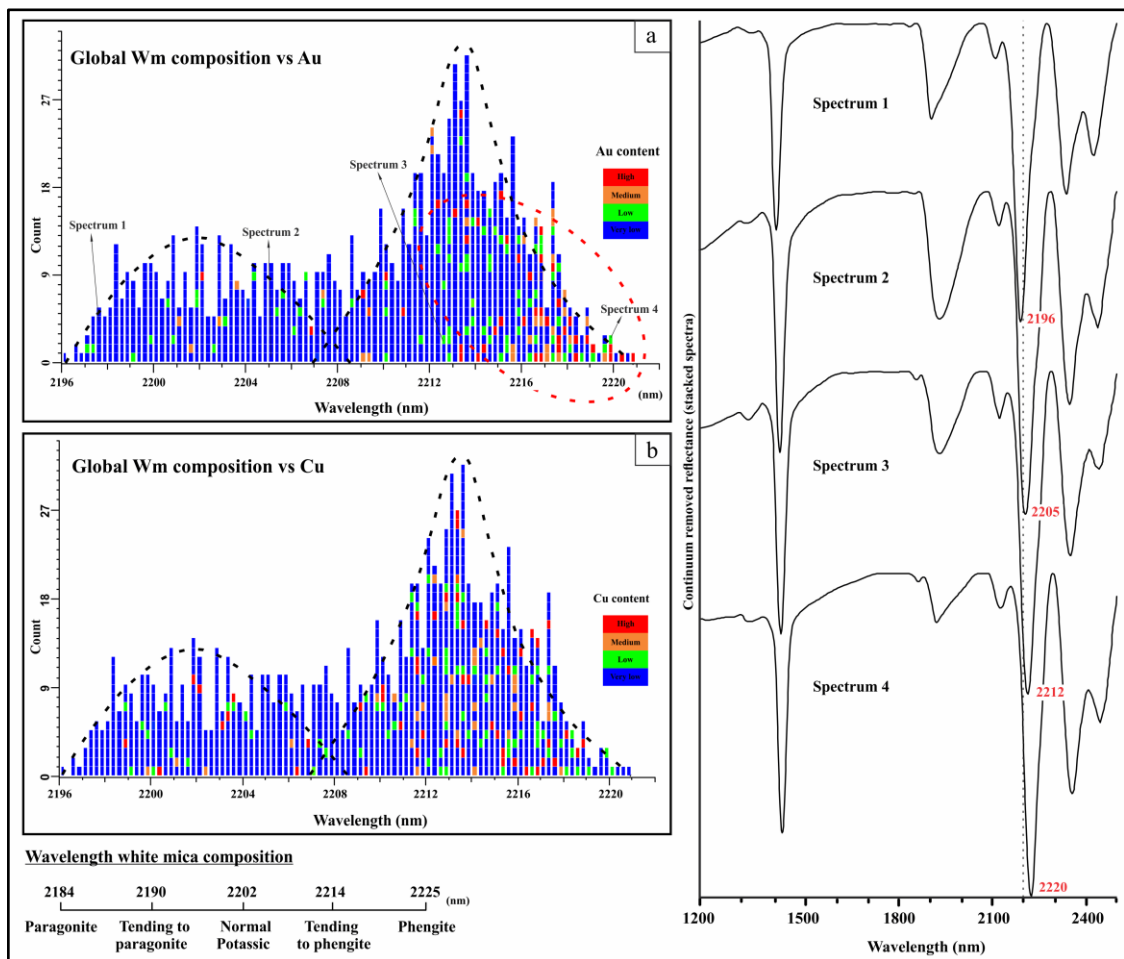 Global Wm composition vs Au
a
27
18
9
0
Count
Spectrum 1
Spectrum 2
Spectrum 3
Spectrum 4
Au content
High
Medium
Low
Very low
2196
2200
2204
2208
2212
2216
2220
(nm)
Wavelength (nm)
Global Wm composition vs Cu
b
27
18
9
0
Count
Cu content
High
Medium
Low
Very low
2196
2200
2204
2208
2212
2216
2220
Wavelength (nm)
Wavelength white mica composition
2184
2190
2202
2214
2225
(nm)
Paragonite
Tending to
paragonite
Normal
Potassic
Tending
to phengite
Phengite
Continuum removed reflectance (stacked spectra)
Spectrum 1
2196
Spectrum 2
2205
Spectrum 3
2212
Spectrum 4
2220
1200
1500
1800
2100
2400
Wavelength (nm)